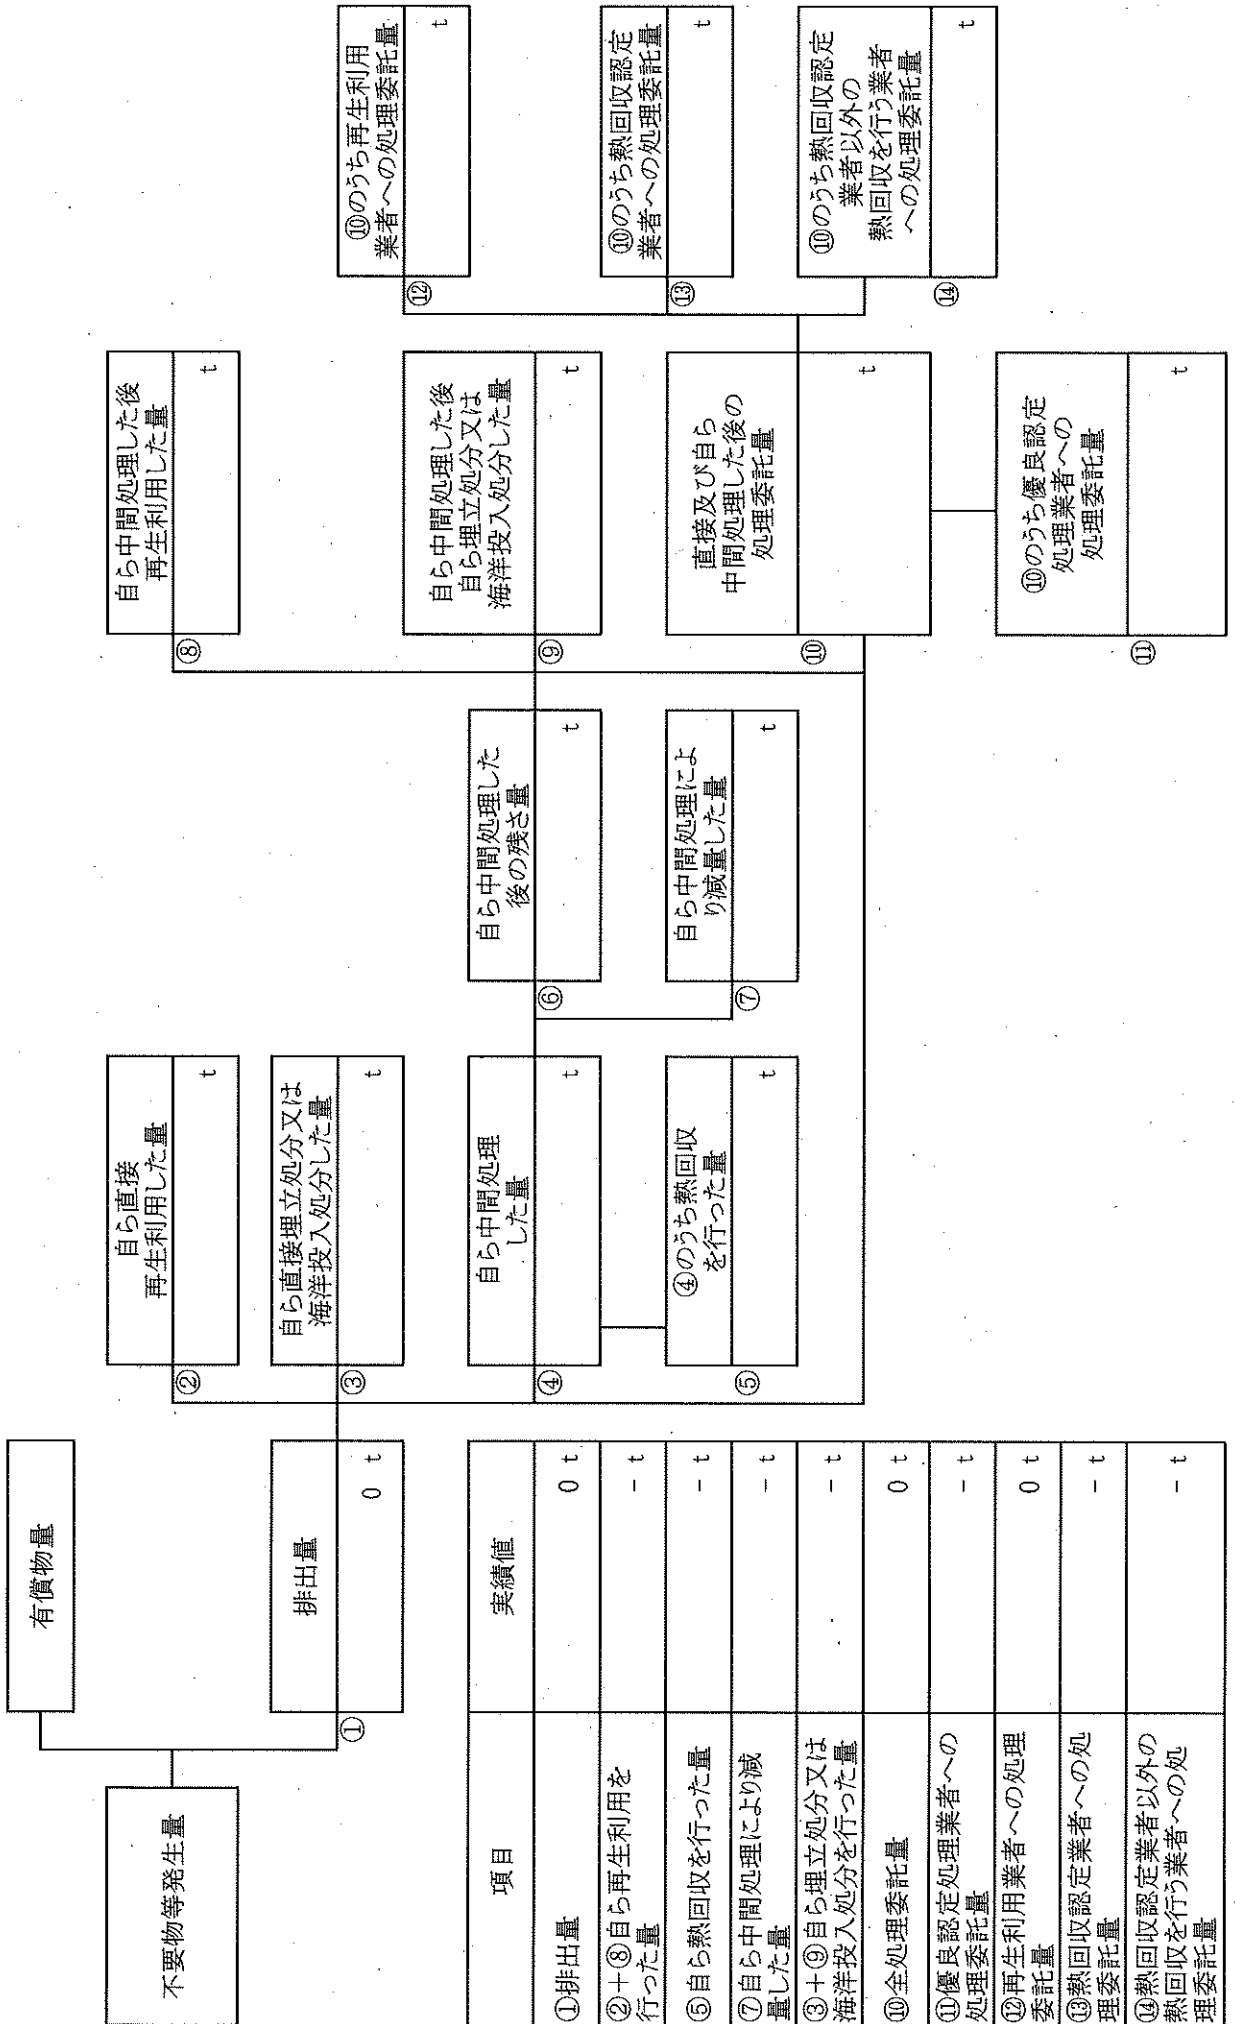 有償物量
不要物等発生量
排出量
① 0 t
自ら直接
再生利用した量
② t
自ら直接埋立処分又は
海洋投入処分した量
③ t
自ら中間処理
した量
④ t
④のうち熱回収
を行った量
⑤ t
自ら中間処理した
後の残さ量
⑥ t
自ら中間処理によ
り減量した量
⑦ t
自ら中間処理した後
再生利用した量
⑧ t
自ら中間処理した後
自ら埋立処分又は
海洋投入処分した量
⑨ t
直接及び自ら
中間処理した後の
処理委託量
⑩ t
⑩のうち優良認定
処理業者への
処理委託量
⑪ t
⑩のうち再生利用
業者への処理委託量
⑫ t
⑩のうち熱回収認定
業者への処理委託量
⑬ t
⑩のうち熱回収認定
業者以外の
熱回収を行う業者
への処理委託量
⑭ t
項目 実績値
①排出量 0 t
②+⑧自ら再生利用を
行った量 - t
⑤自ら熱回収を行った量 - t
⑦自ら中間処理により減
量した量 - t
③+⑨自ら埋立処分又は
海洋投入処分を行った量 - t
⑩全処理委託量 0 t
⑪優良認定処理業者への
処理委託量 - t
⑫再生利用業者への処理
委託量 0 t
⑬熱回収認定業者への処
理委託量 - t
⑭熱回収認定業者以外の
熱回収を行う業者への処
理委託量 - t